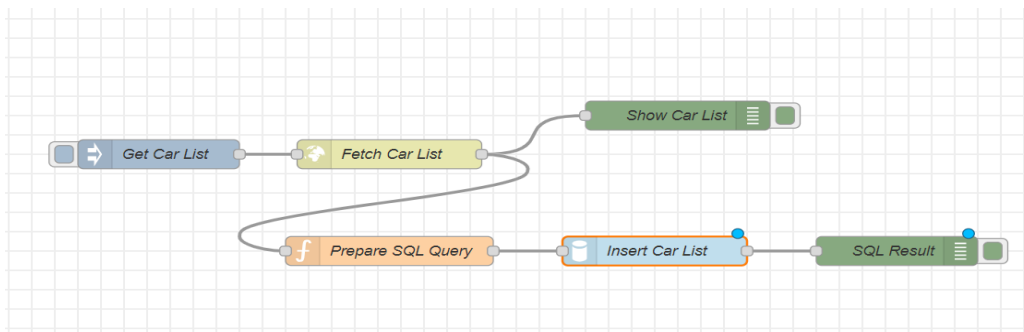 Show Car List
Get Car List
Fetch Car List
Prepare SQL Query
Insert Car List
SQL Result